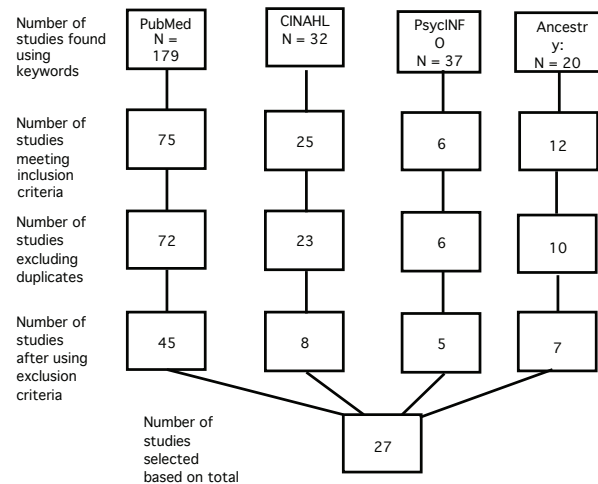 Number of
studies found
using
keywords
PubMed
N =
179
CINAHL
N = 32
PsycINF
O
N = 37
Ancestr
y:
N = 20
Number of
studies
meeting
inclusion
criteria
75
25
6
12
Number of
studies
excluding
duplicates
72
23
6
10
Number of
studies
after using
exclusion
criteria
45
8
5
7
Number of
studies
selected
based on total
27